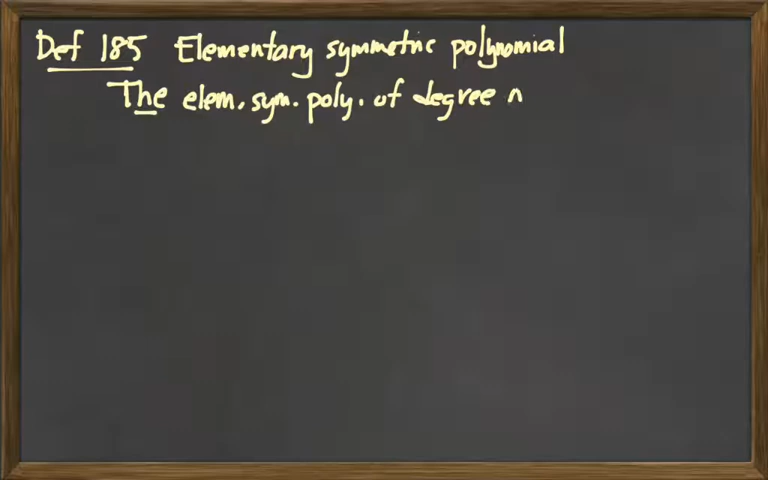 Def 185 Elementary symmetric polynomial
The elem. sym. poly. of degree n